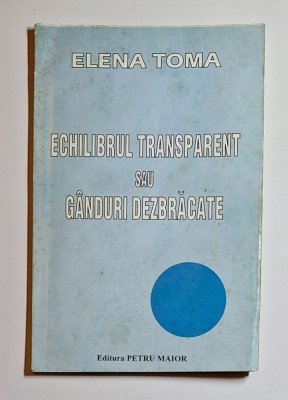 ELENA TOMA
ECHILIBRUL TRANSPARENT
SAU
GÂNDURI DEZBRĂCATE
Editura PETRU MAIOR